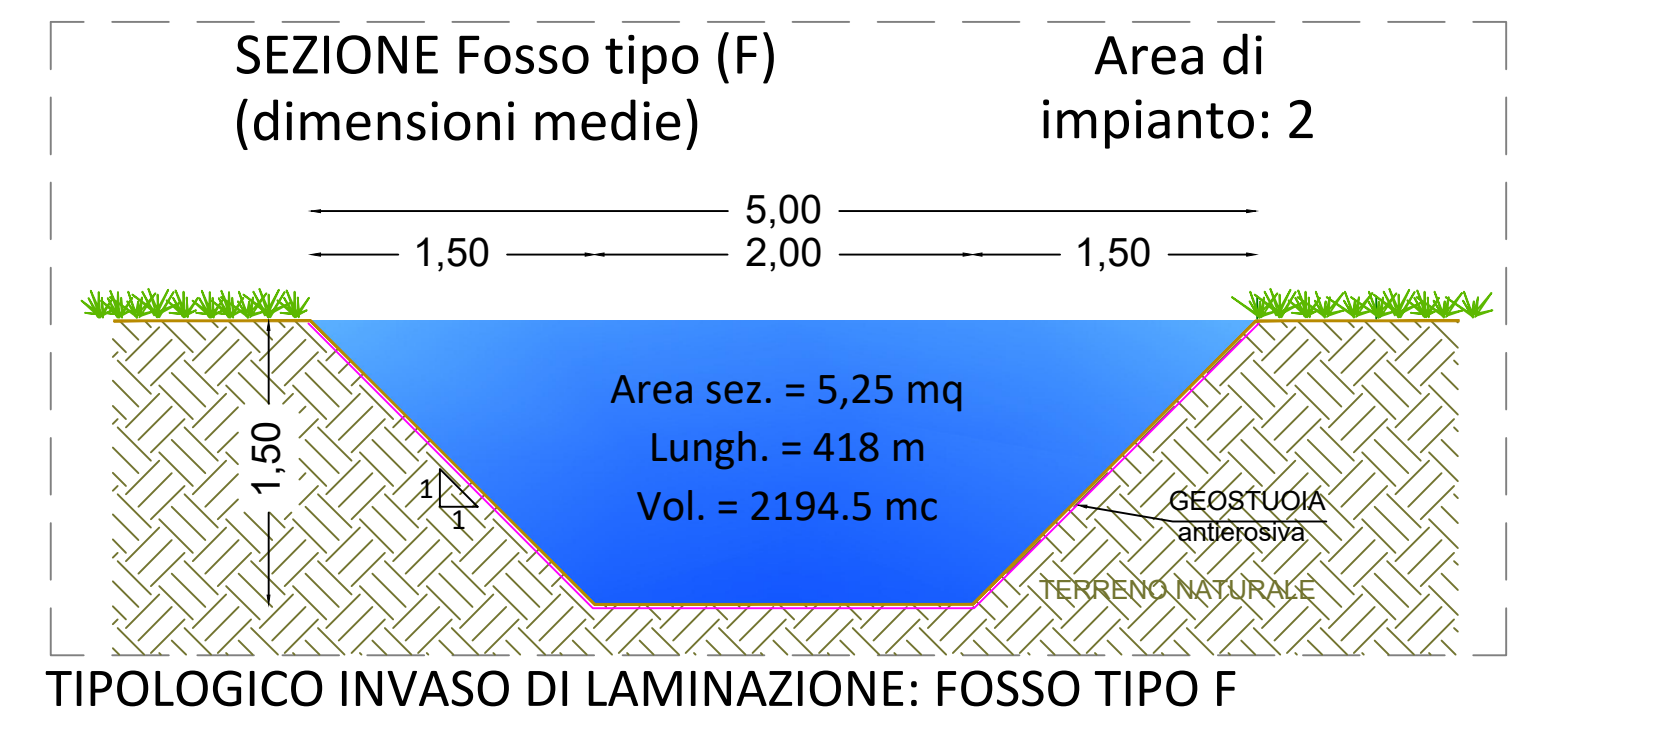 SEZIONE Fosso tipo (F)
(dimensioni medie)
Area di
impianto: 2
5,00
1,50
2,00
1,50
Area sez. = 5,25 mq
Lungh. = 418 m
Vol. = 2194.5 mc
1,50
1
1
GEOSTUOIA
antierosiva
TERRENO NATURALE
TIPOLOGICO INVASO DI LAMINAZIONE: FOSSO TIPO F